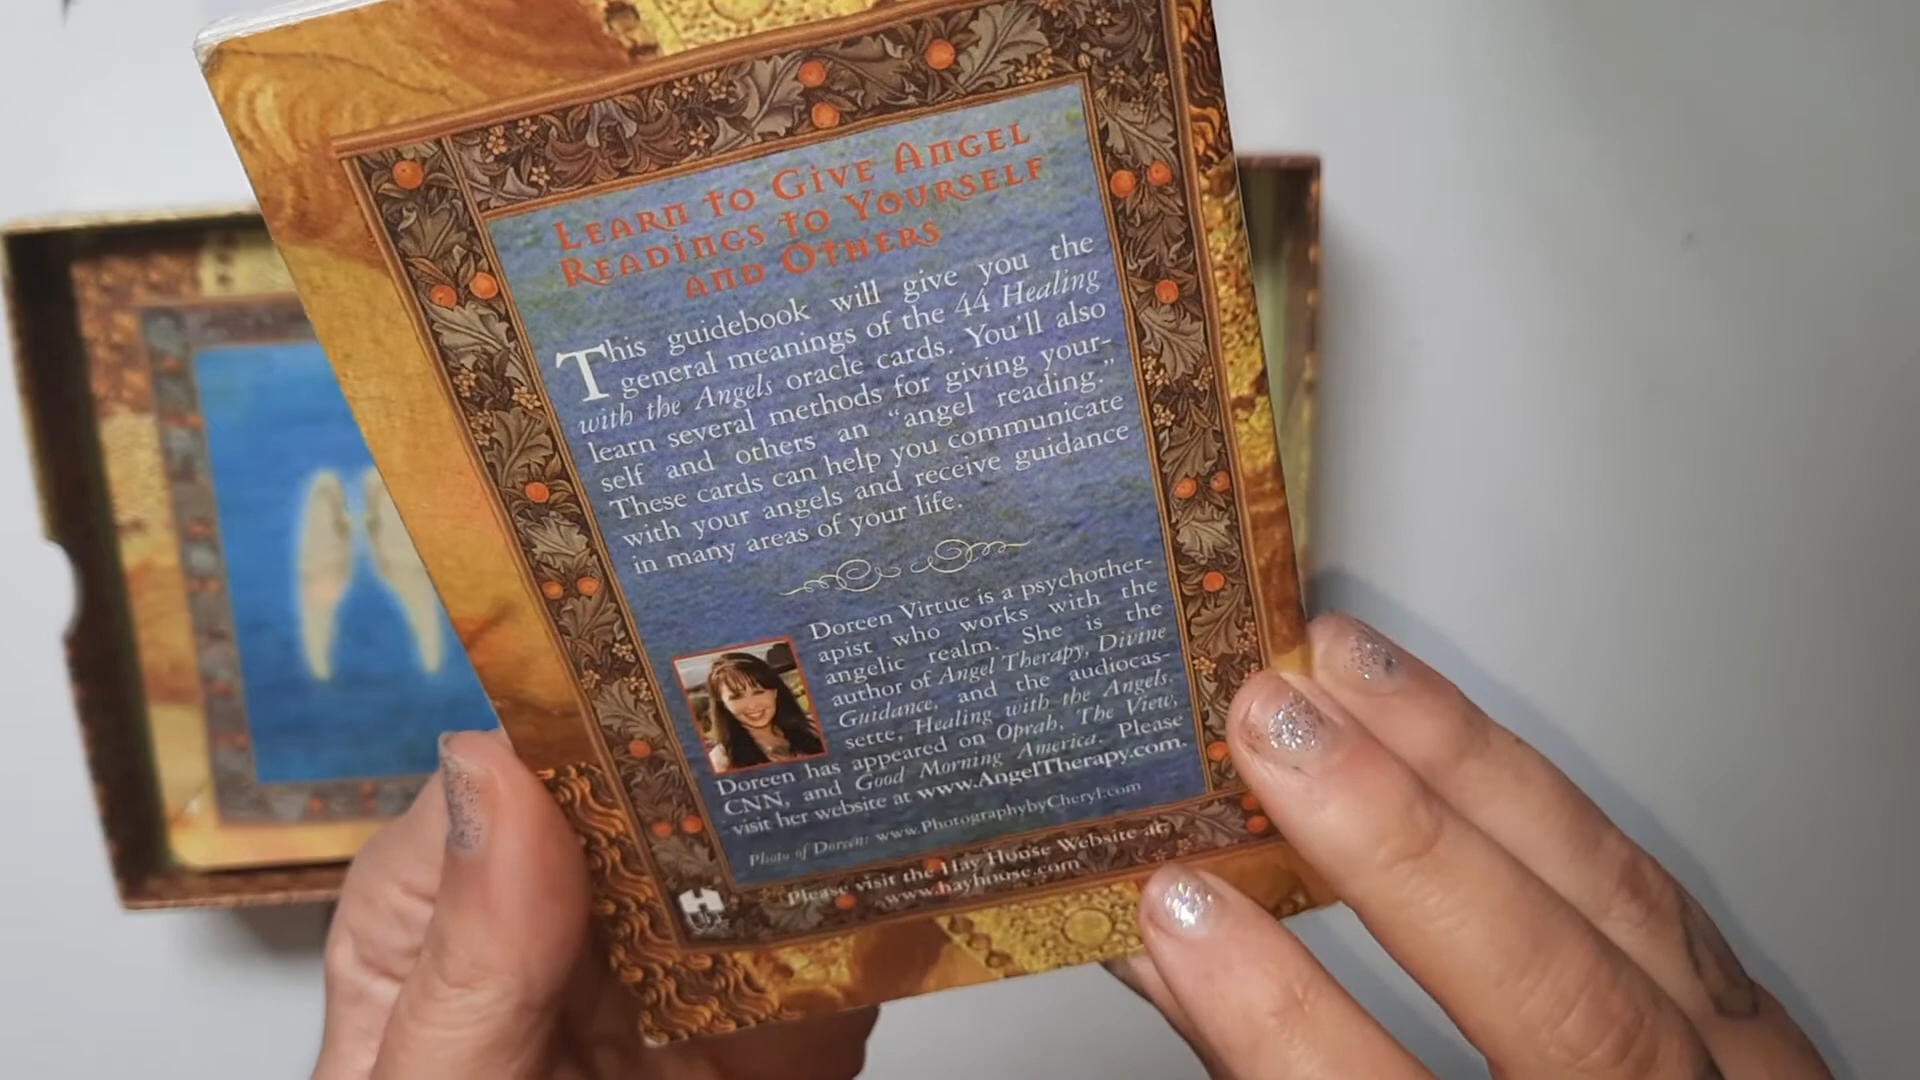 LEARN TO GIVE ANGEL
READINGS TO YOURSELF
AND OTHERS
This guidebook will give you the
general meanings of the 44 Healing
with the Angels oracle cards. You'll also
learn several methods for giving your-
self and others an “angel reading.”
These cards can help you communicate
with your angels and receive guidance
in many areas of your life.
Doreen Virtue is a psychother-
apist who works with the
angelic realm. She is the
author of Angel Therapy, Divine
Guidance, and the audiocas-
sette, Healing with the Angels.
Doreen has appeared on Oprah, The View,
CNN, and Good Morning America. Please
visit her website at www.AngelTherapy.com.
Photo of Doreen: www.PhotographybyCheryl.com
Please visit the Hay House Website at:
www.hayhouse.com